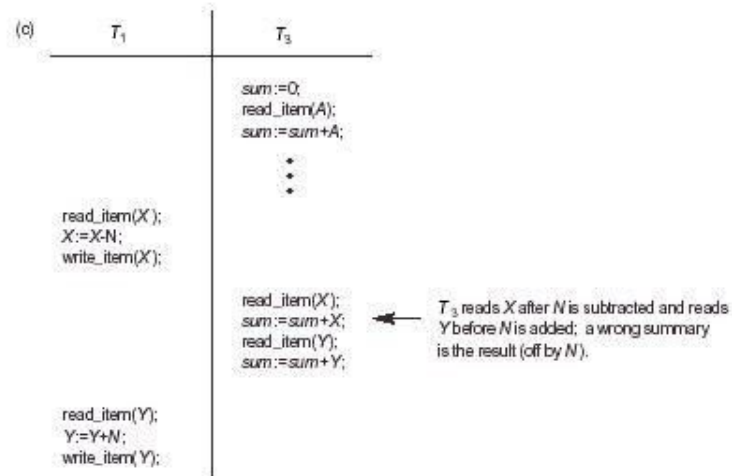 (c)
T1
T3
sum:=0;
read_item(A);
sum:=sum+A;
read_item(X);
X:=X-N;
write_item(X);
read_item(X);
sum:=sum+X;
read_item(Y);
sum:=sum+Y;
T3 reads X after N is subtracted and reads
Y before N is added; a wrong summary
is the result (off by N).
read_item(Y);
Y:=Y+N;
write_item(Y);